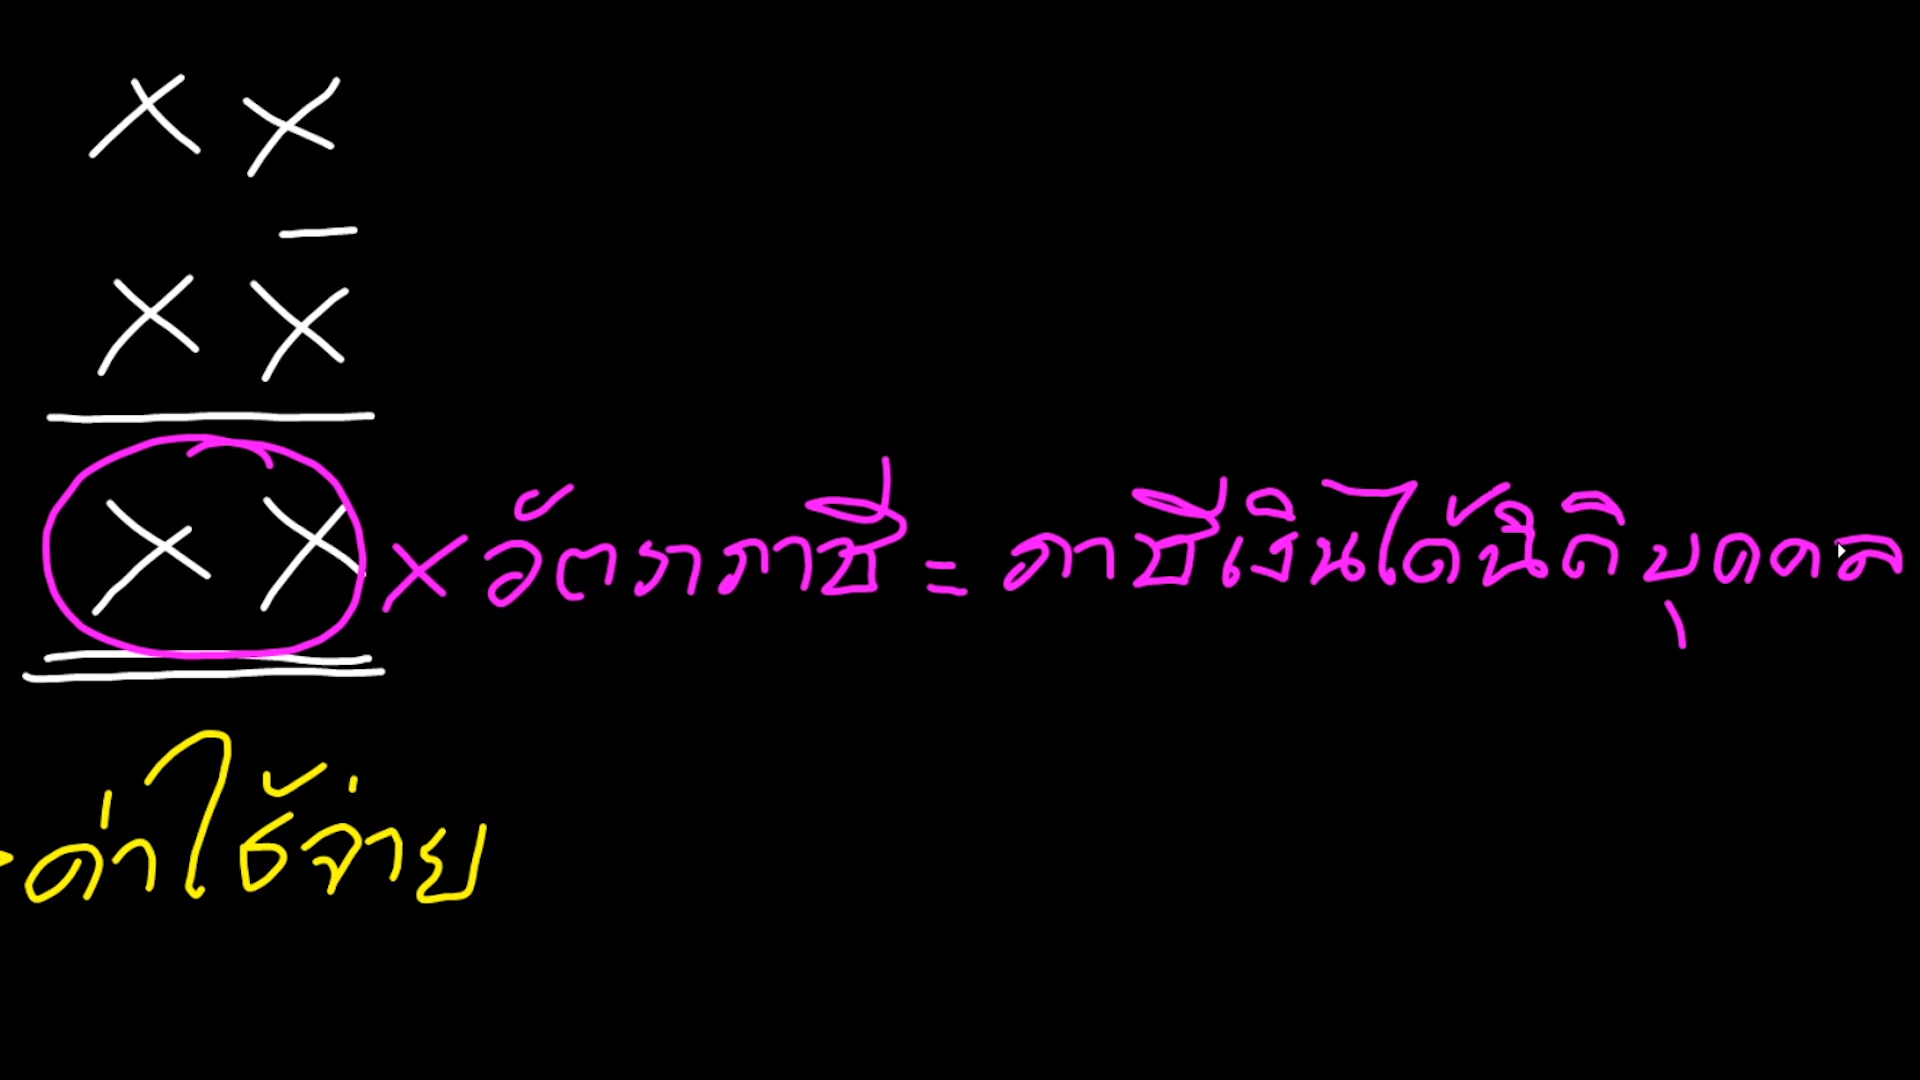 XX
-
XX
XX × อัตราภาษี = ภาษีเงินได้นิติบุคคล
ค่าใช้จ่าย